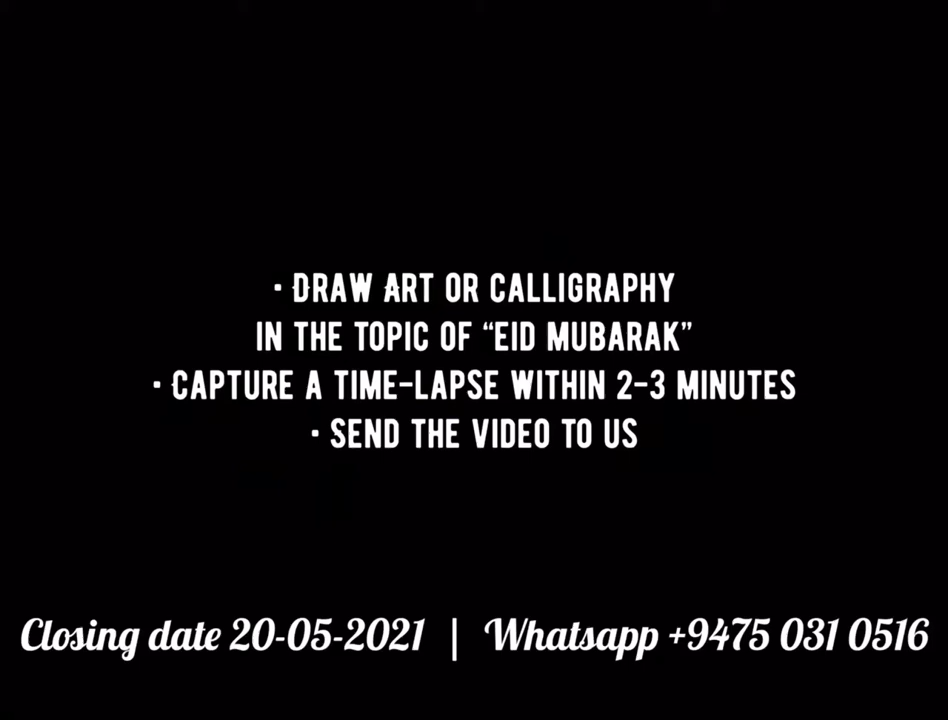 · Draw Art or calligraphy
in the topic of “Eid Mubarak”
· Capture a time-lapse within 2-3 minutes
· Send the video to us
Closing date 20-05-2021 | Whatsapp +9475 031 0516